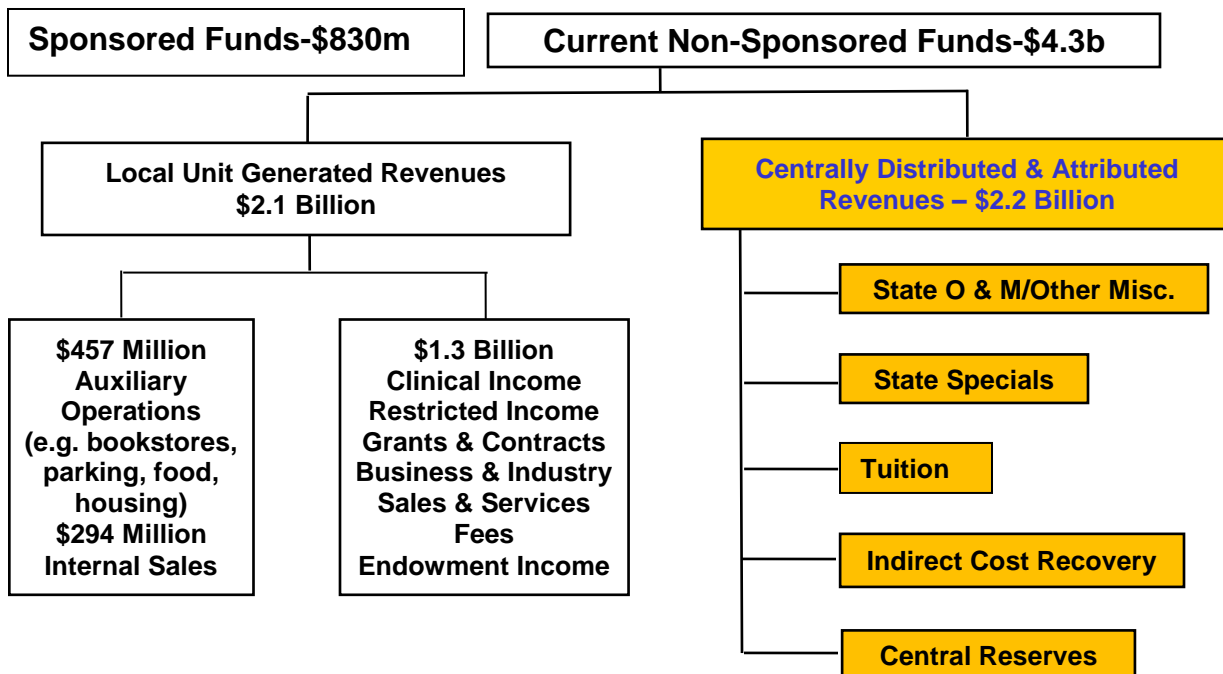 Sponsored Funds-$830m
Current Non-Sponsored Funds-$4.3b
Local Unit Generated Revenues
$2.1 Billion
Centrally Distributed & Attributed
Revenues – $2.2 Billion
$457 Million
Auxiliary
Operations
(e.g. bookstores,
parking, food,
housing)
$294 Million
Internal Sales
$1.3 Billion
Clinical Income
Restricted Income
Grants & Contracts
Business & Industry
Sales & Services
Fees
Endowment Income
State O & M/Other Misc.
State Specials
Tuition
Indirect Cost Recovery
Central Reserves